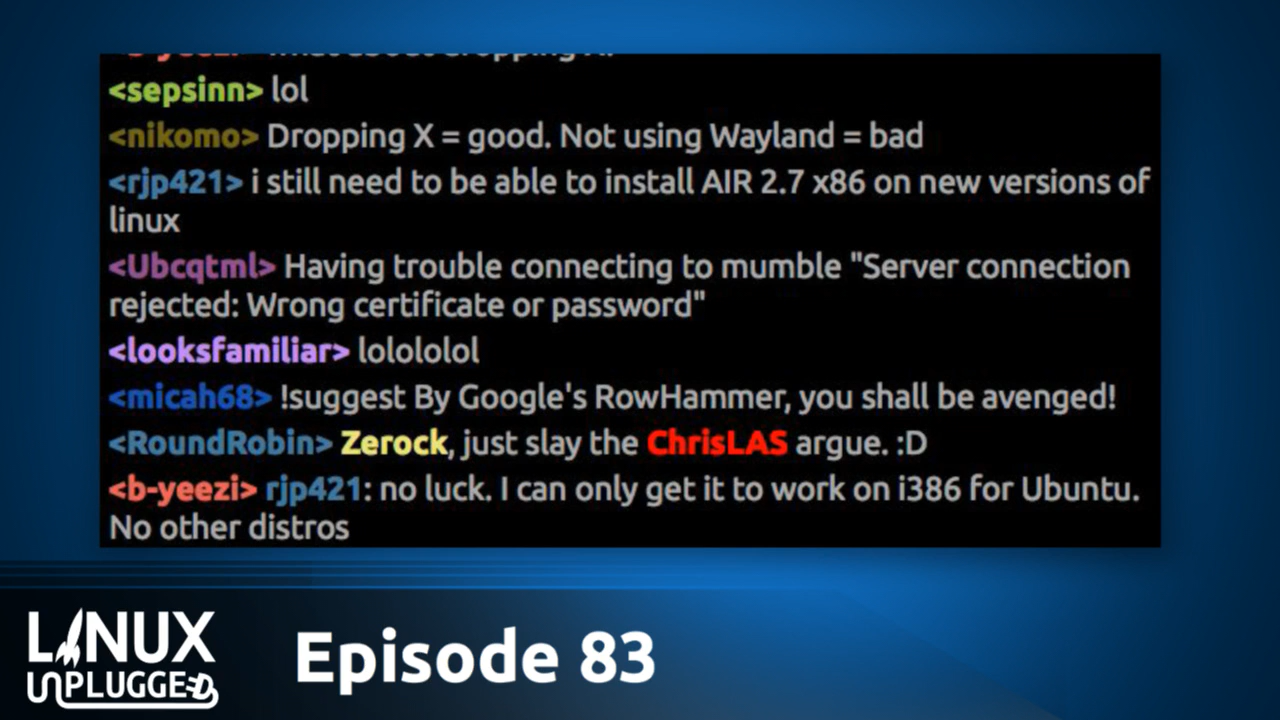 <sepsinn> lol
<nikomo> Dropping X = good. Not using Wayland = bad
<rjp421> i still need to be able to install AIR 2.7 x86 on new versions of
linux
<Ubcqtml> Having trouble connecting to mumble "Server connection
rejected: Wrong certificate or password"
<looksfamiliar> lolololol
<micah68> !suggest By Google's RowHammer, you shall be avenged!
<RoundRobin> Zerock, just slay the ChrisLAS argue. :D
<b-yeezi> rjp421: no luck. I can only get it to work on i386 for Ubuntu.
No other distros
LINUX
UNPLUGGED
Episode 83